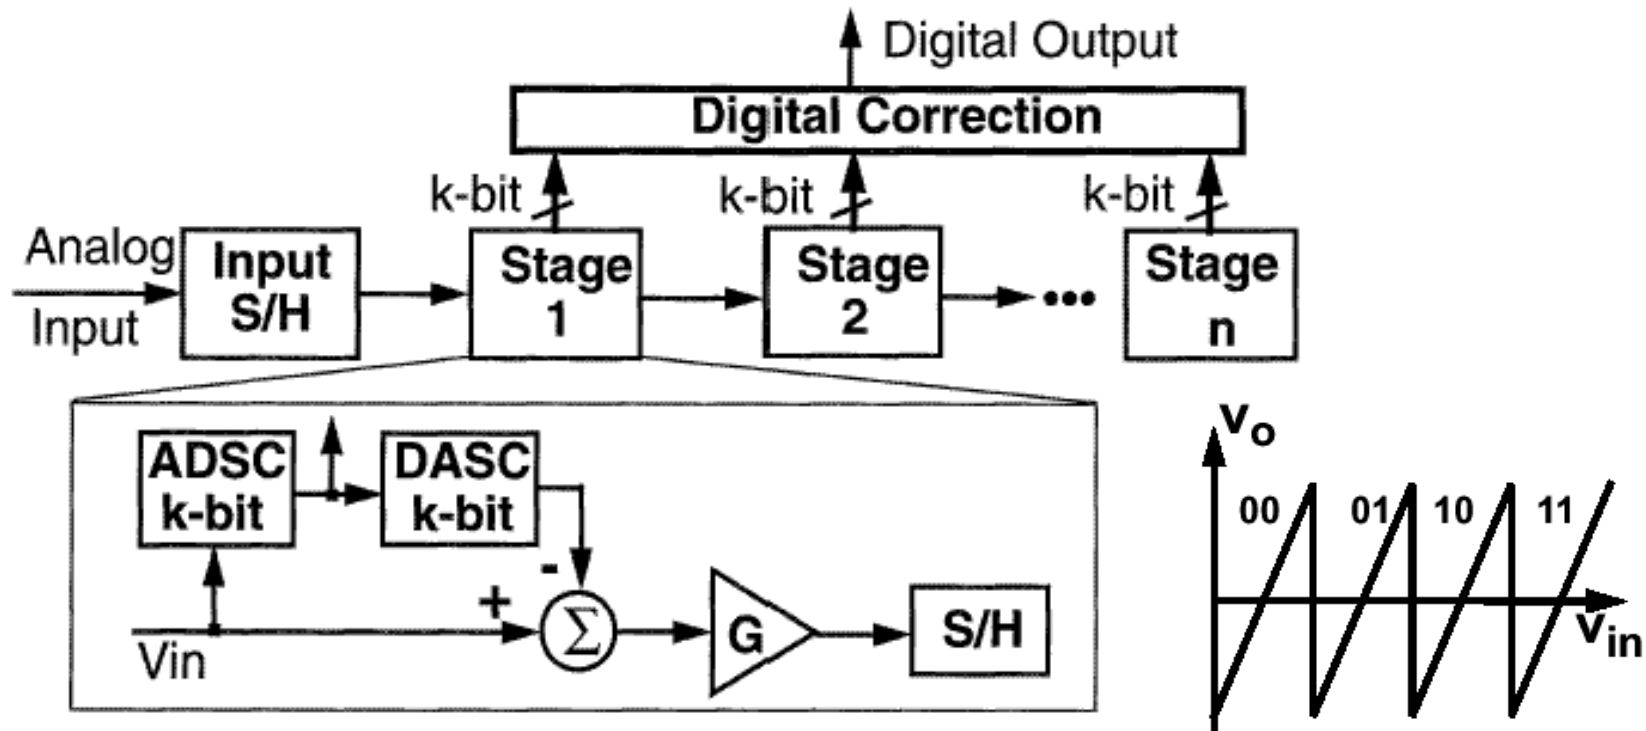 Digital Output
Digital Correction
k-bit
k-bit
k-bit
Analog
Input
Input
S/H
Stage
1
Stage
2
•••
Stage
n
ADSC
k-bit
DASC
k-bit
-
+
Σ
G
S/H
Vin
Vo
00
01
10
11
Vin